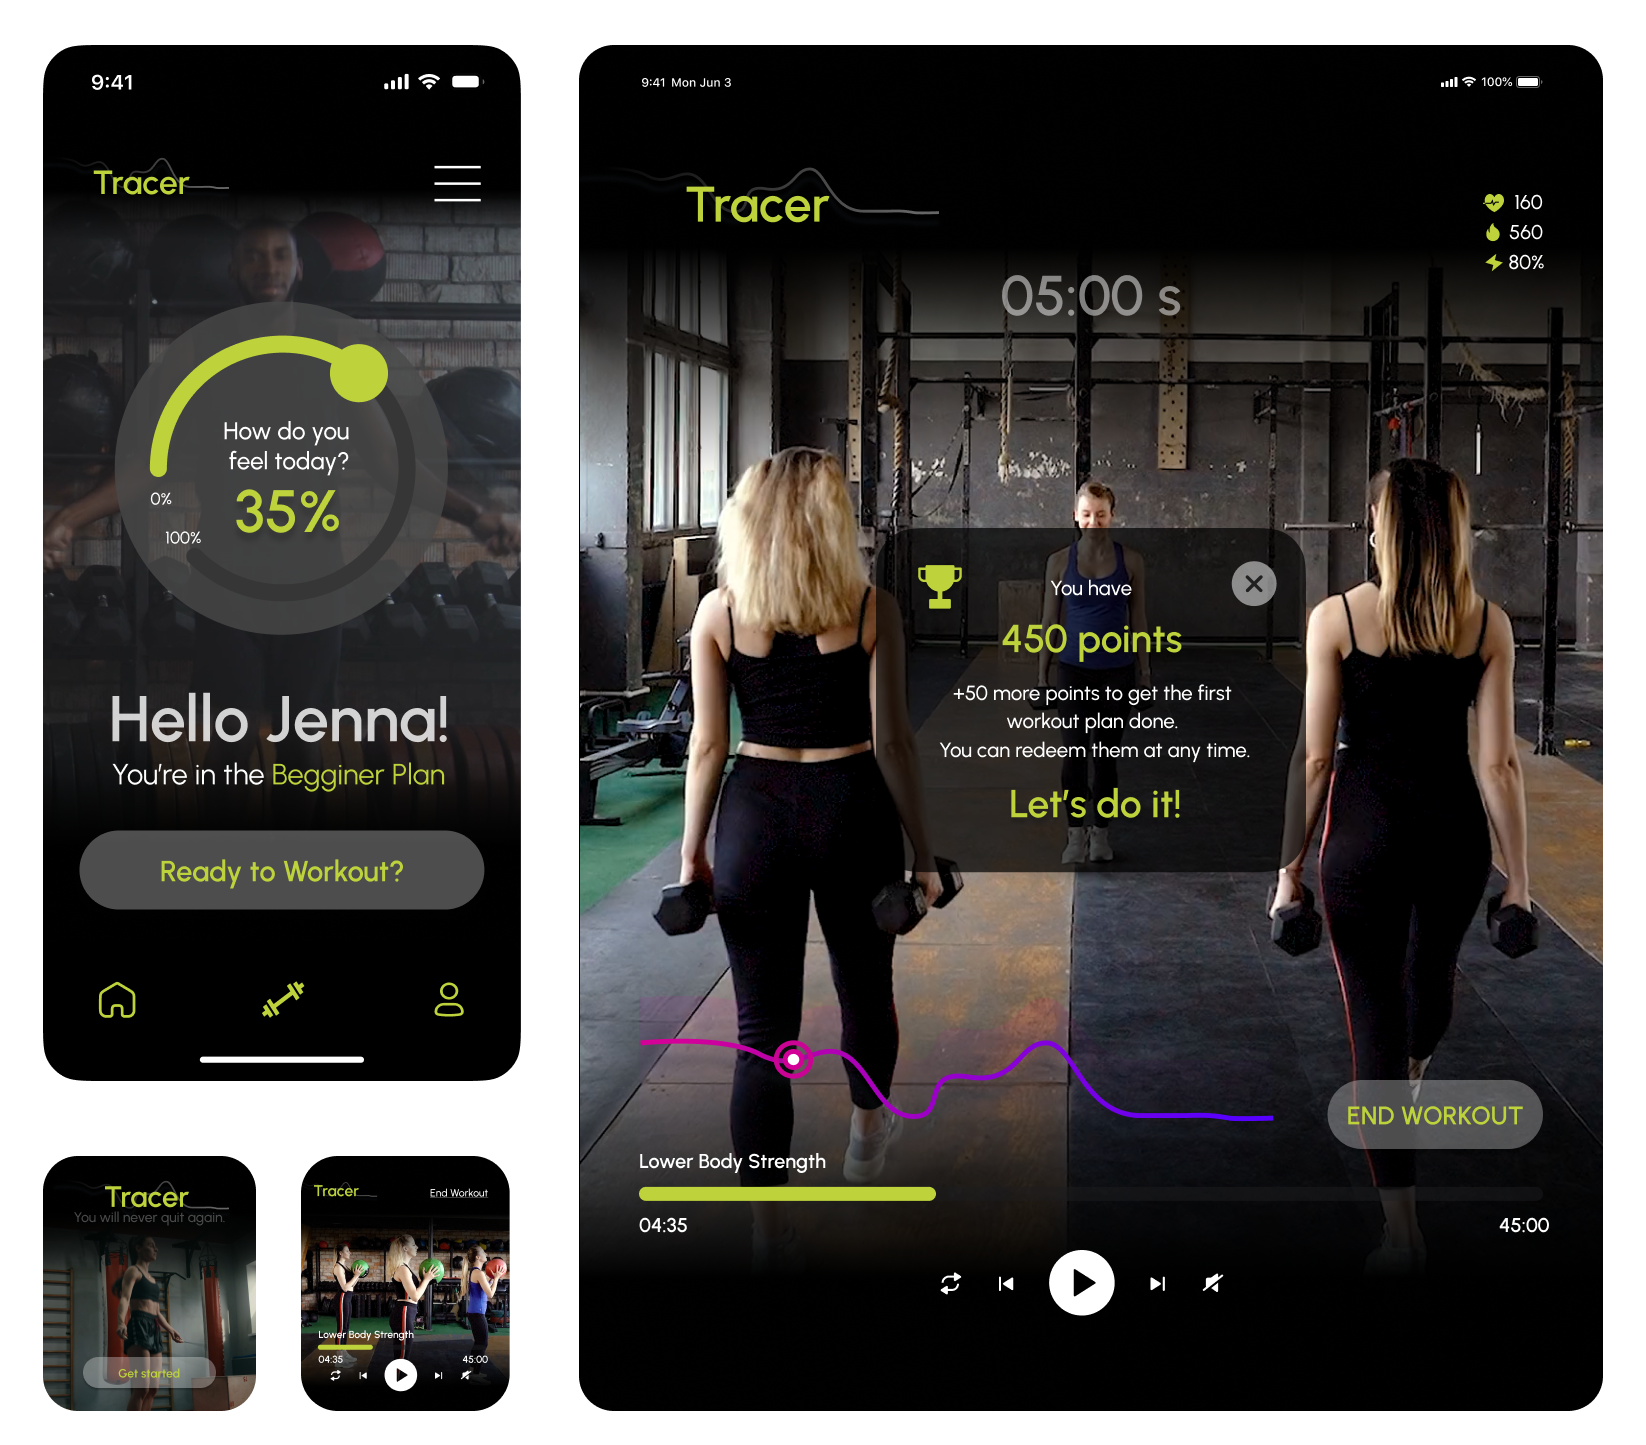 9:41
Tracer
How do you
feel today?
35%
0%
100%
Hello Jenna!
You're in the Begginer Plan
Ready to Workout?
9:41 Mon Jun 3
100%
Tracer
160
560
80%
05:00 s
You have
450 points
+50 more points to get the first
workout plan done.
You can redeem them at any time.
Let's do it!
END WORKOUT
Lower Body Strength
04:35
45:00
Tracer
You will never quit again.
Get started
Tracer
End Workout
Lower Body Strength
04:35
45:00